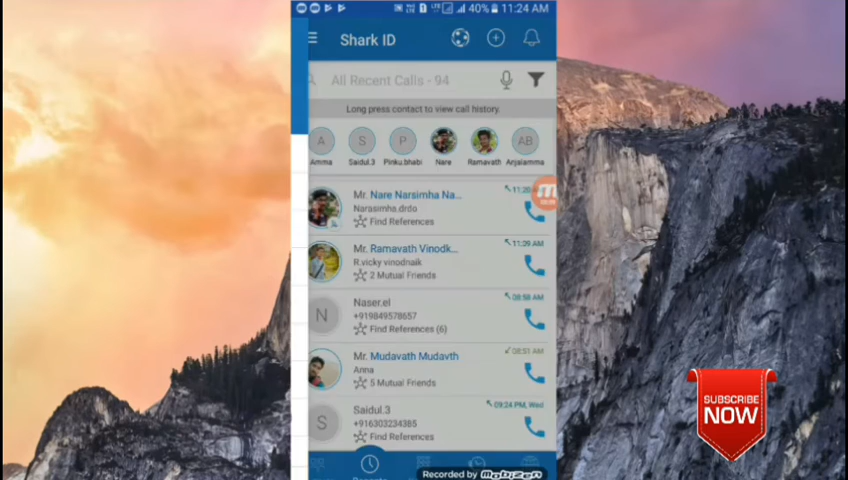 40% 11:24 AM
Shark ID
All Recent Calls - 94
Long press contact to view call history.
A S P AB
Amma Saidul.3 Pinku.bhabi Nare Ramavath Anjaiamma
Mr. Nare Narsimha Na...
Narasimha.drdo
Find References
Mr. Ramavath Vinodk...
11:29 AM
R.vicky vinodnaik
2 Mutual Friends
N
Naser.el
08:58 AM
+919849578657
Find References (6)
Mr. Mudavath Mudavth
08:51 AM
Anna
5 Mutual Friends
S
Saidul.3
09:24 PM, Wed
+916303234385
Find References
Recents
Recorded by Mobizen
SUBSCRIBE
NOW